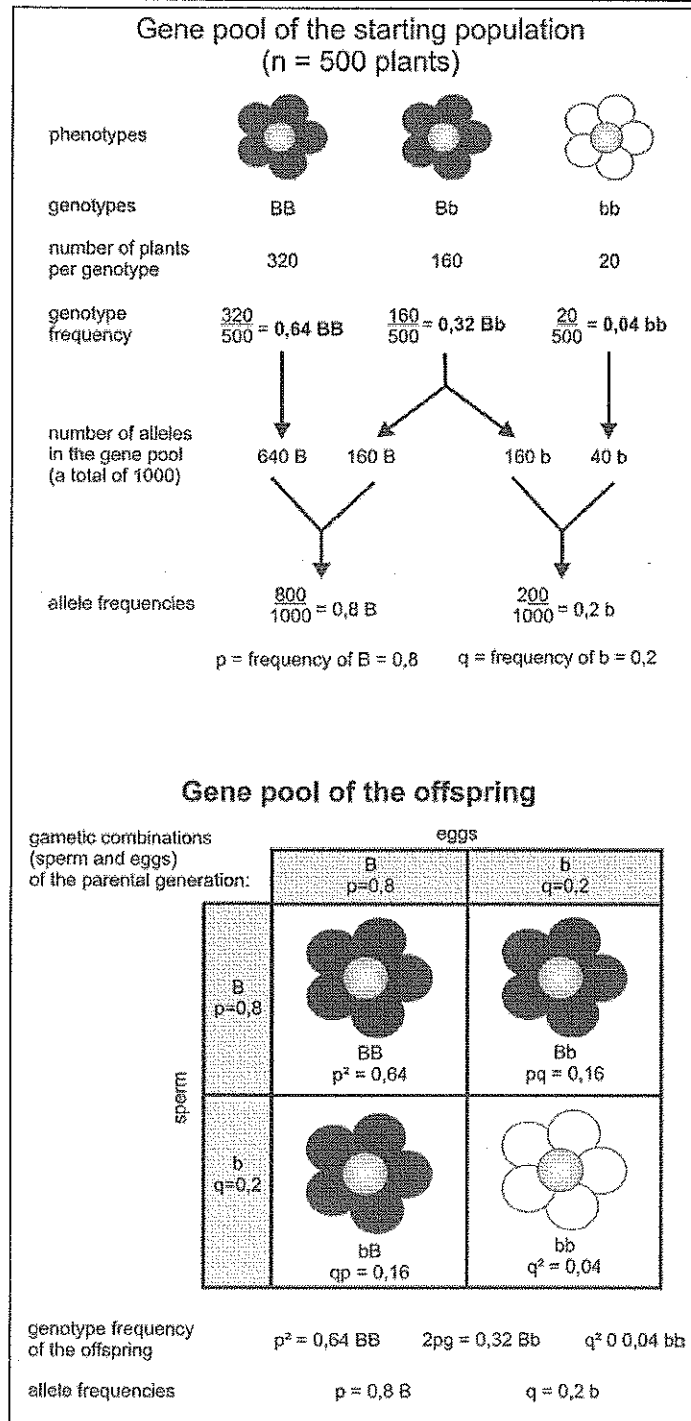 Gene pool of the starting population
(n = 500 plants)
phenotypes
genotypes BB Bb bb
number of plants
per genotype 320 160 20
genotype
frequency
320/500 = 0,64 BB 160/500 = 0,32 Bb 20/500 = 0,04 bb
number of alleles
in the gene pool
(a total of 1000)
640 B 160 B 160 b 40 b
allele frequencies 800/1000 = 0,8 B 200/1000 = 0,2 b
p = frequency of B = 0,8 q = frequency of b = 0,2
Gene pool of the offspring
gametic combinations
(sperm and eggs)
of the parental generation:
eggs
B b
p=0,8 q=0,2
sperm
B
p=0,8
BB Bb
p² = 0,64 pq = 0,16
b
q=0,2
bB bb
qp = 0,16 q² = 0,04
genotype frequency
of the offspring
p² = 0,64 BB 2pg = 0,32 Bb q² 0 0,04 bb
allele frequencies p = 0,8 B q = 0,2 b